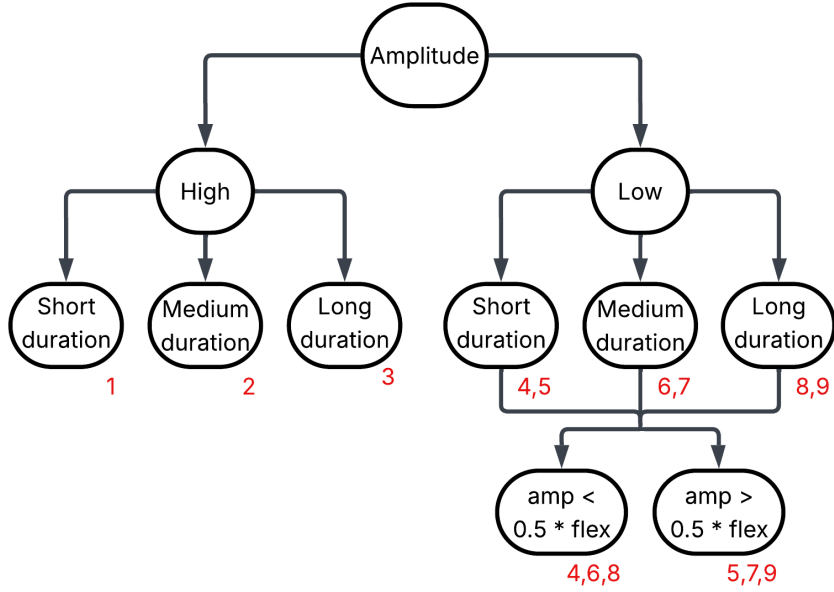 Amplitude
High
Low
Short
duration
Medium
duration
Long
duration
Short
duration
Medium
duration
Long
duration
1
2
3
4,5
6,7
8,9
amp <
0.5 * flex
amp >
0.5 * flex
4,6,8
5,7,9